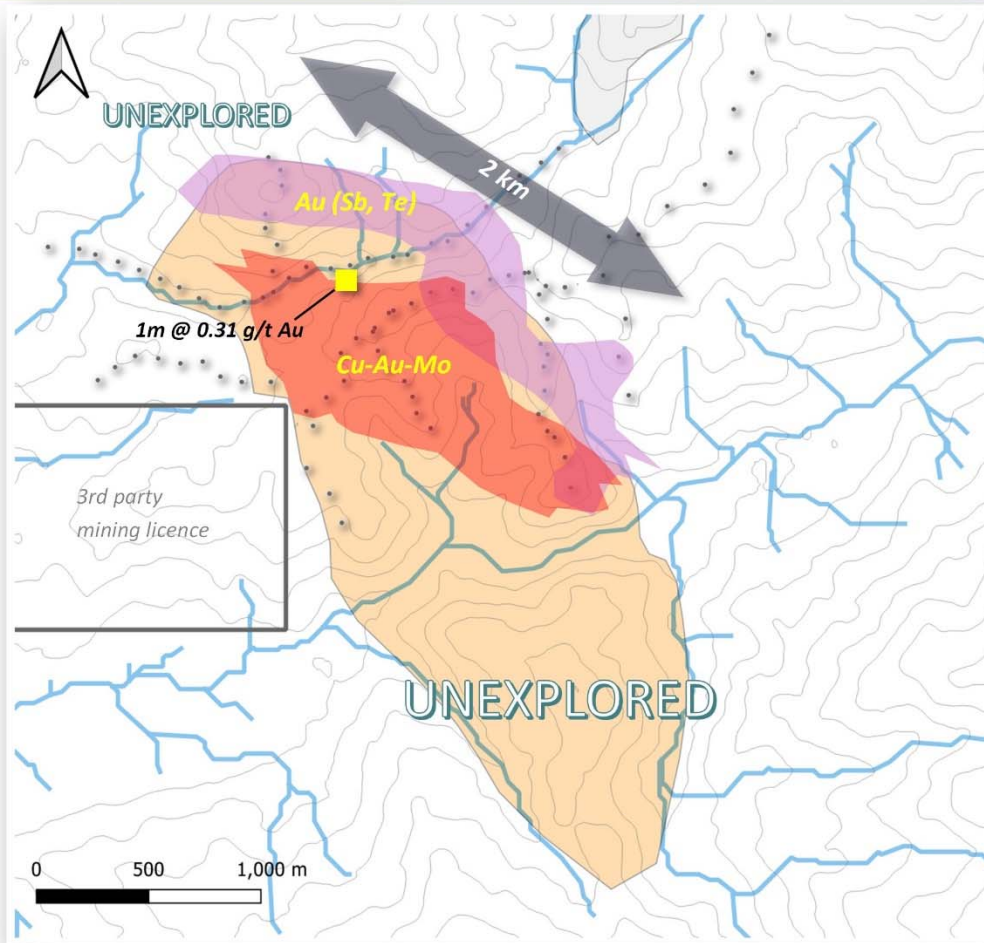 UNEXPLORED
2 km
Au (Sb, Te)
1m @ 0.31 g/t Au
Cu-Au-Mo
3rd party
mining licence
UNEXPLORED
0 500 1,000 m